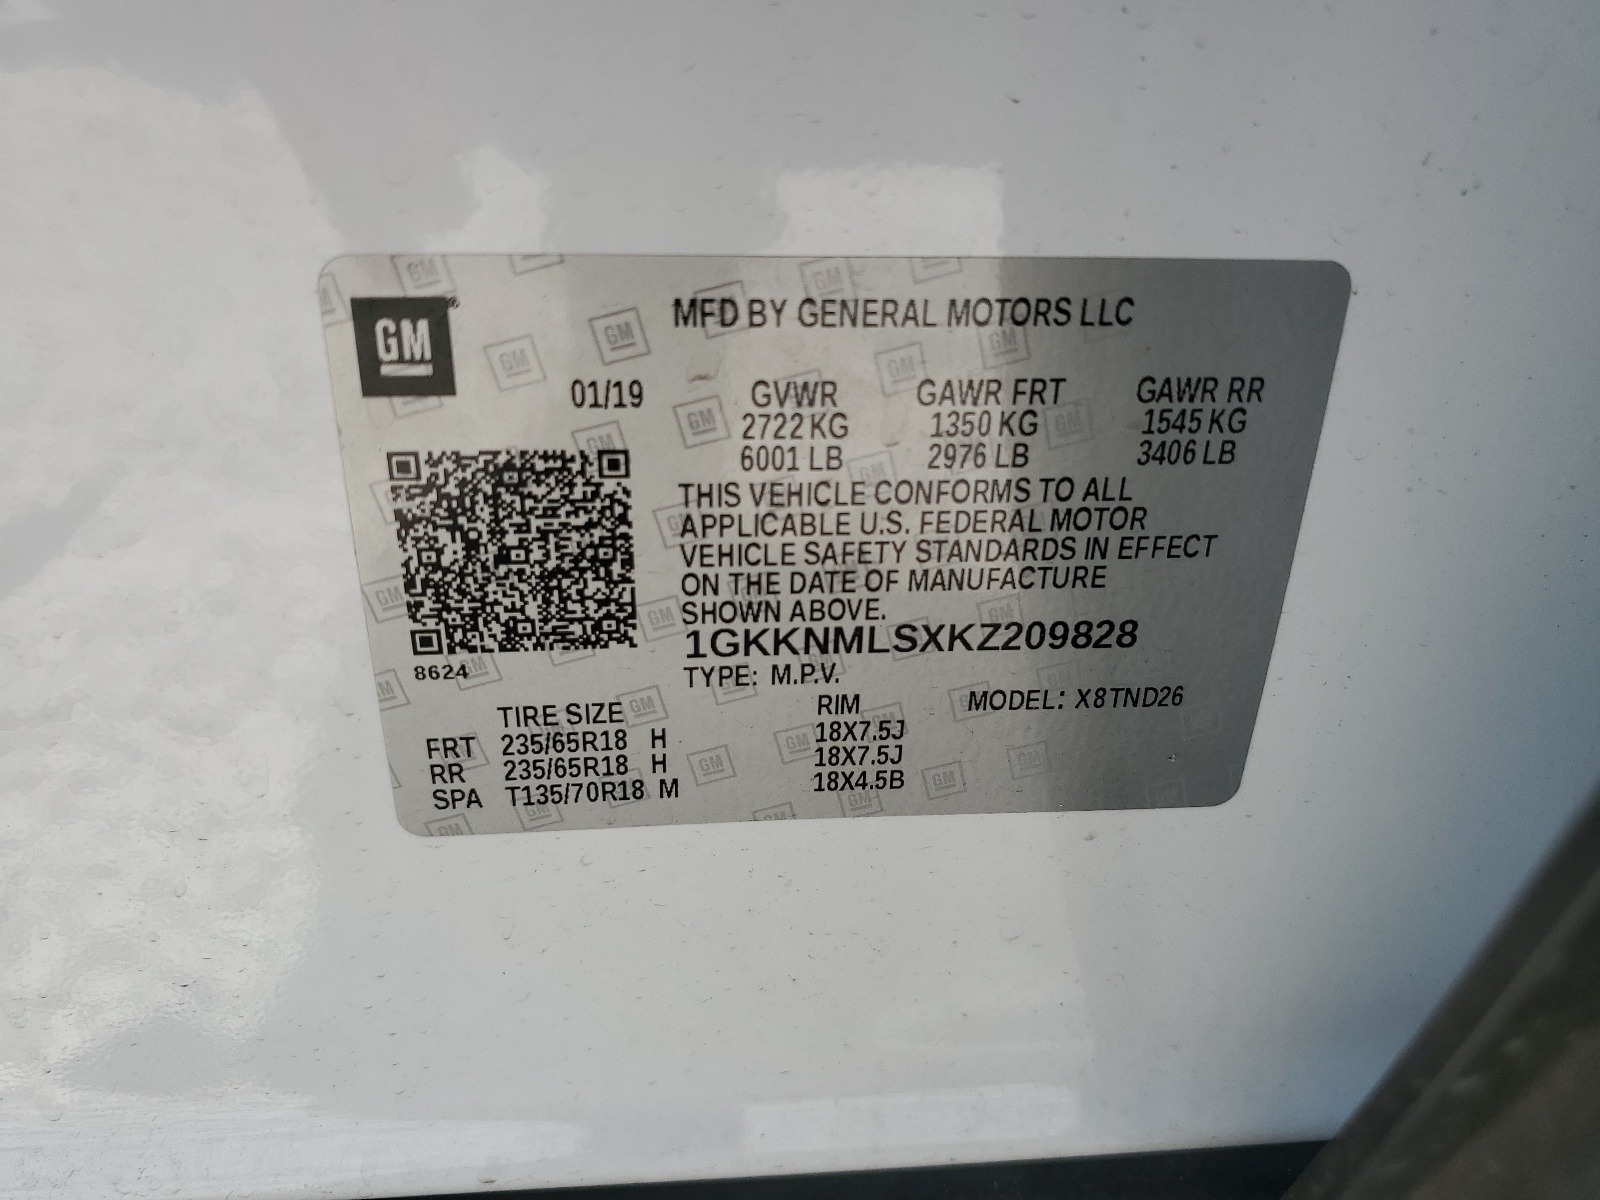 GM
MFD BY GENERAL MOTORS LLC
01/19 GVWR GAWR FRT GAWR RR
2722 KG 1350 KG 1545 KG
6001 LB 2976 LB 3406 LB
THIS VEHICLE CONFORMS TO ALL
APPLICABLE U.S. FEDERAL MOTOR
VEHICLE SAFETY STANDARDS IN EFFECT
ON THE DATE OF MANUFACTURE
SHOWN ABOVE.
1GKKNMLSXKZ209828
8624
TYPE: M.P.V.
MODEL: X8TND26
TIRE SIZE RIM
FRT 235/65R18 H 18X7.5J
RR 235/65R18 H 18X7.5J
SPA T135/70R18 M 18X4.5B